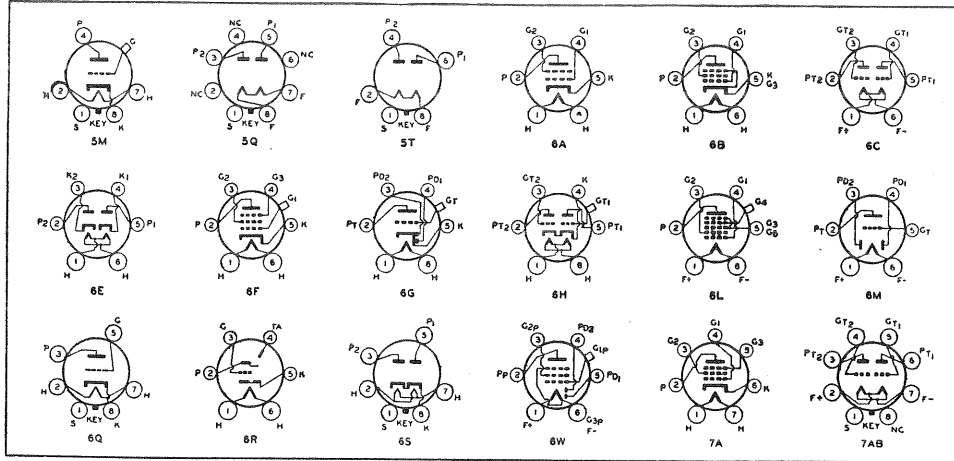 P 4 G 2 H 7 H 1 S KEY 8 K
5M
NC 4 P1 5 P2 3 6 NC NC 2 7 F 1 S KEY 8 F
5Q
P2 4 6 P1 F 2 1 S KEY 8 F
5T
G2 3 G1 4 P 2 5 K 1 H H
6A
G2 3 G1 4 P 2 5 K G3 1 H 6 H
6B
GT2 3 GT1 4 PT2 2 5 PT1 1 F+ 6 F-
6C
K2 3 K1 4 P2 2 5 P1 1 H 6 H
6E
G2 3 G3 4 G1 P 2 5 K 1 H 6 H
6F
PD2 3 PD1 4 GT PT 2 5 K 1 H 6 H
6G
GT2 3 K 4 GT1 PT2 2 5 PT1 1 H 6 H
6H
G2 3 G1 4 G4 P 2 5 G3 G5 1 F+ 6 F-
6L
PD2 3 PD1 4 PT 2 5 GT 1 F+ 6 F-
6M
G 5 P 3 H 2 7 H 1 S KEY 8 K
6Q
G 3 TA 4 P 2 5 K 1 H 6 H
6R
P1 5 P2 3 H 2 7 H 1 S KEY 8 K
6S
G2P 3 PD2 4 G1P PP 2 5 PD1 1 F+ 6 G3P F-
6W
G1 4 G2 3 5 G3 P 2 6 K 1 H 7 H
7A
GT2 4 GT1 5 PT2 3 6 PT1 F+ 2 7 F- 1 S KEY 8 NC
7AB